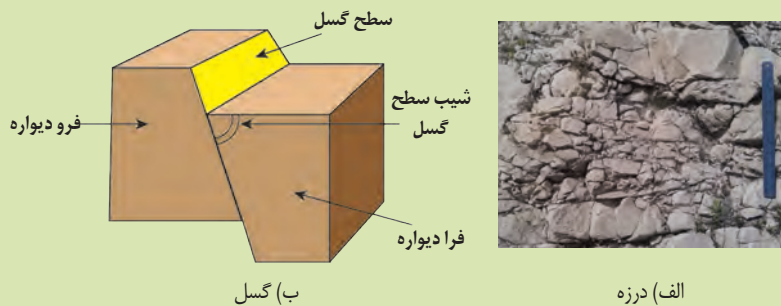 سطح گسل
شیب سطح
گسل
فرو دیواره
فرا دیواره
الف) درزه
ب) گسل